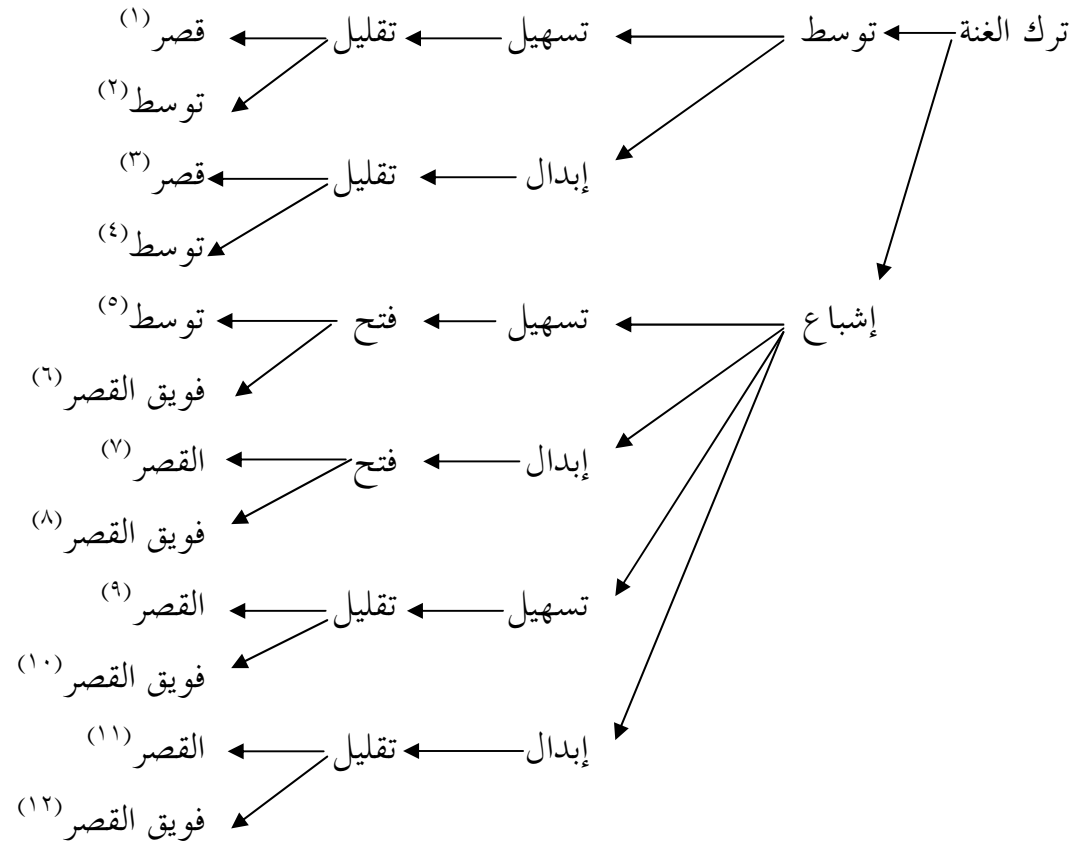 ترك الغنة توسط تسهيل تقليل قصر(١)
توسط(٢)
إبدال تقليل قصر(٣)
توسط(٤)
إشباع تسهيل فتح توسط(٥)
فويق القصر(٦)
إبدال فتح القصر(٧)
فويق القصر(٨)
تسهيل تقليل القصر(٩)
فويق القصر(١٠)
إبدال تقليل القصر(١١)
فويق القصر(١٢)